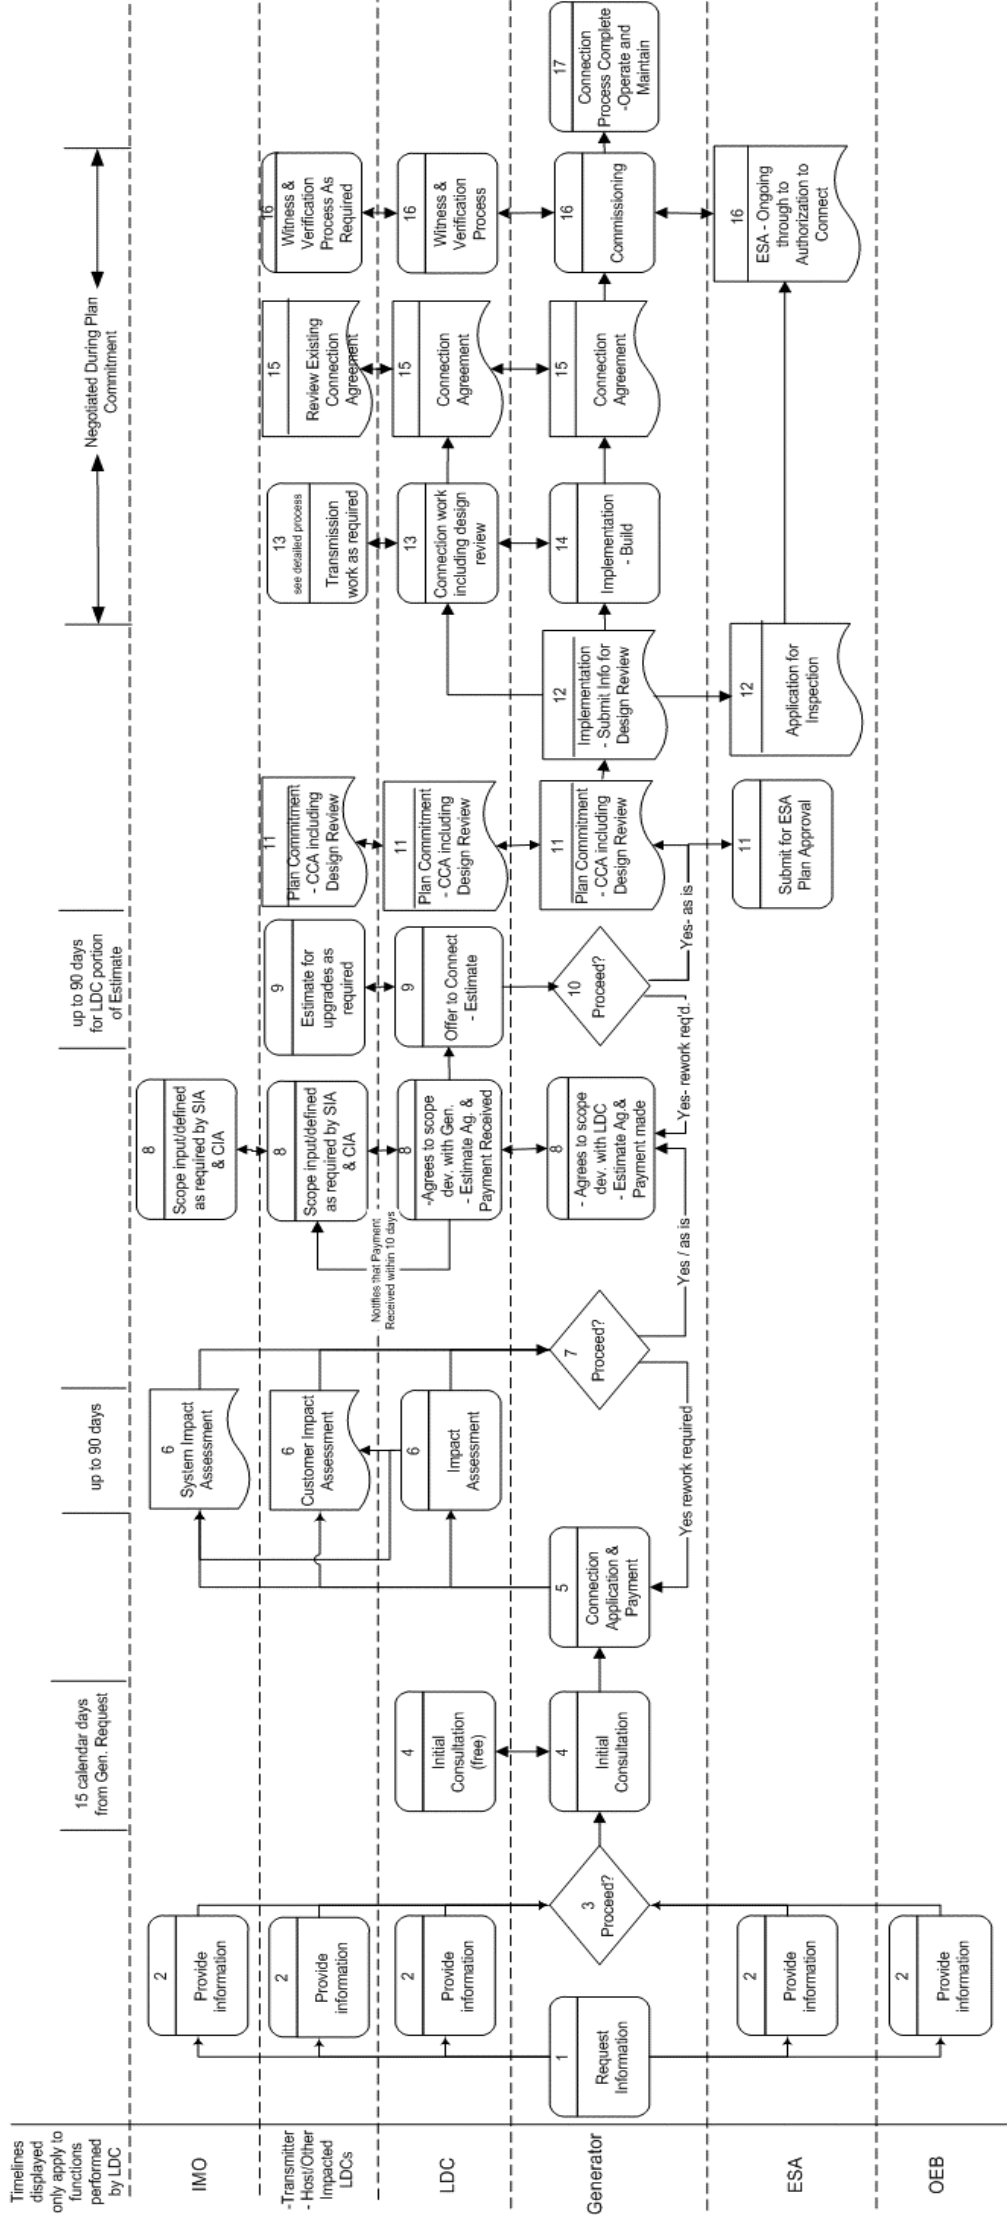 Timelines
displayed
only apply to
functions
performed
by LDC
15 calendar days
from Gen. Request
up to 90 days
up to 90 days
for LDC portion
of Estimate
Negotiated During Plan
Commitment
IMO
2
Provide
information
6
System Impact
Assessment
8
Scope input/defined
as required by SIA
& CIA
-Transmitter
- Host/Other
Impacted
LDCs
2
Provide
information
6
Customer Impact
Assessment
8
Scope input/defined
as required by SIA
& CIA
9
Estimate for
upgrades as
required
11
Plan Commitment
- CCA including
Design Review
13
see detailed process
Transmission
work as required
15
Review Existing
Connection
Agreement
16
Witness &
Verification
Process As
Required
Notifies that Payment
Received within 10 days
LDC
2
Provide
information
4
Initial
Consultation
(free)
6
Impact
Assessment
8
-Agrees to scope
dev. with Gen.
- Estimate Ag. &
Payment Received
9
Offer to Connect
- Estimate
11
Plan Commitment
- CCA including
Design Review
13
Connection work
including design
review
15
Connection
Agreement
16
Witness &
Verification
Process
Generator
1
Request
Information
3
Proceed?
4
Initial
Consultation
5
Connection
Application &
Payment
7
Proceed?
8
- Agrees to scope
dev. with LDC
- Estimate Ag.&
Payment made
10
Proceed?
11
Plan Commitment
- CCA including
Design Review
12
Implementation
- Submit Info for
Design Review
14
Implementation
- Build
15
Connection
Agreement
16
Commissioning
17
Connection
Process Complete
-Operate and
Maintain
Yes rework required
Yes / as is
Yes- rework req'd.
Yes- as is
ESA
2
Provide
information
11
Submit for ESA
Plan Approval
12
Application for
Inspection
16
ESA - Ongoing
through to
Authorization to
Connect
OEB
2
Provide
information